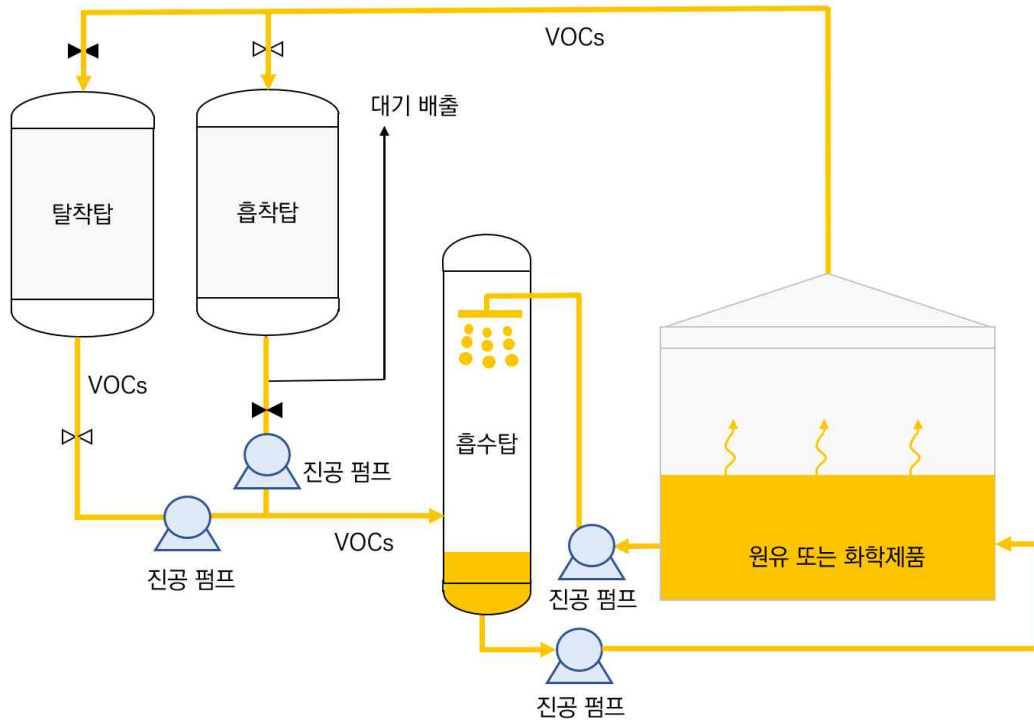 VOCs
대기 배출
탈착탑
흡착탑
VOCs
흡수탑
진공 펌프
VOCs
원유 또는 화학제품
진공 펌프
진공 펌프
진공 펌프